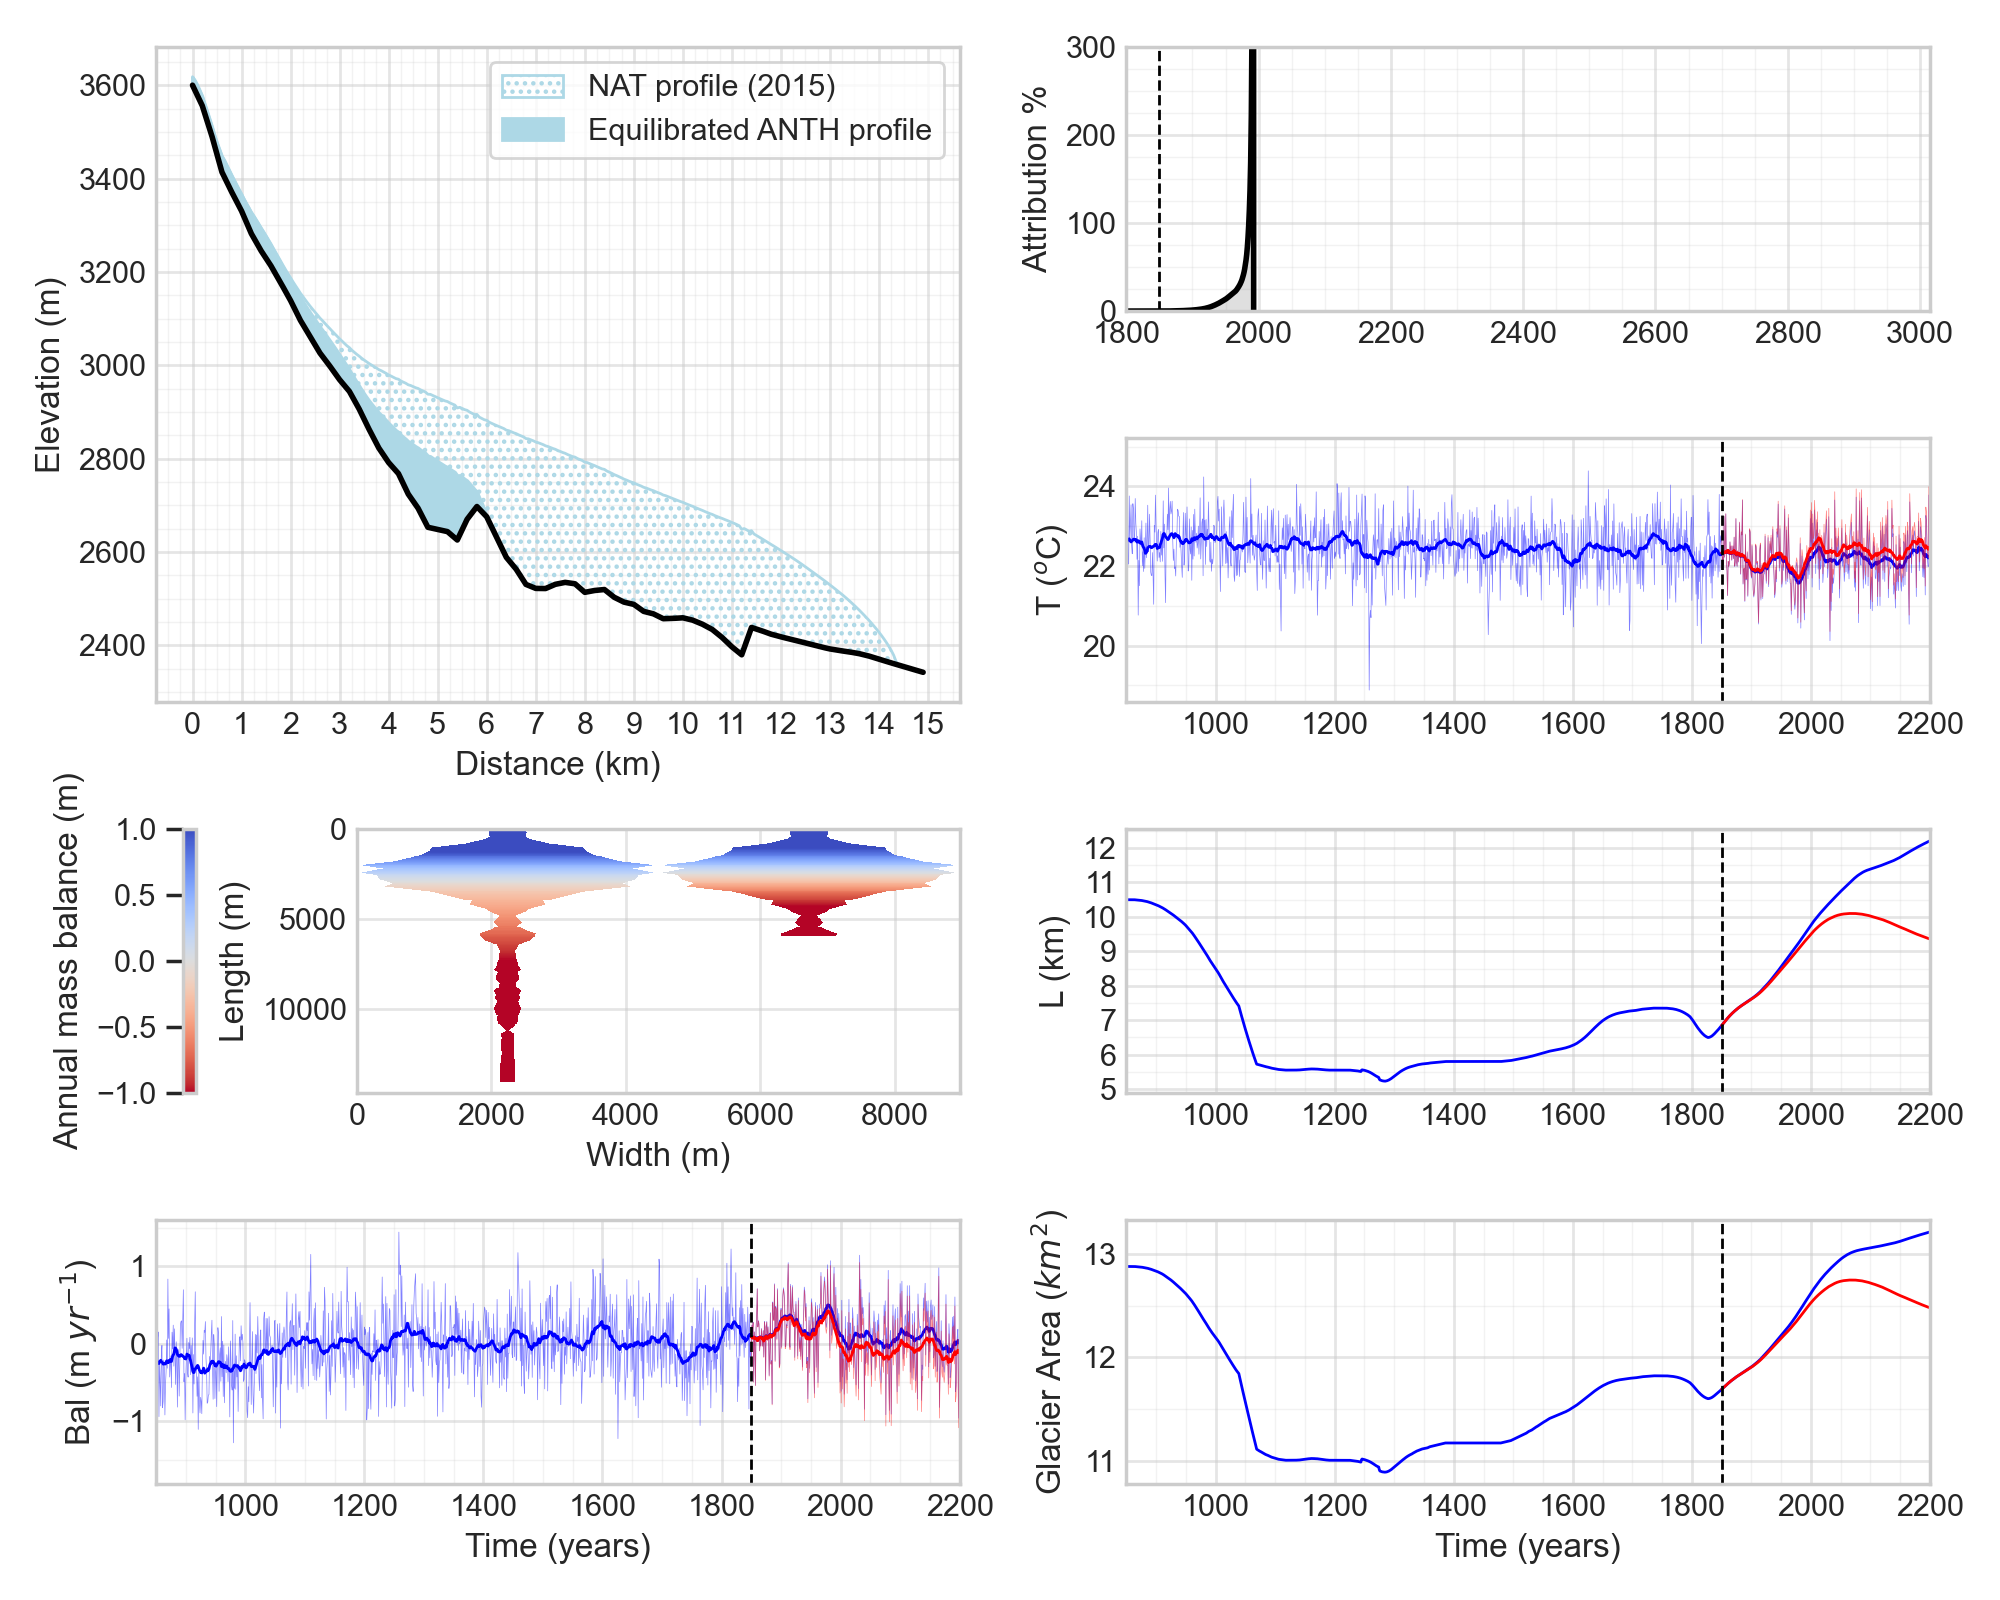 NAT profile (2015)
Equilibrated ANTH profile
3600
3400
3200
3000
2800
2600
2400
Elevation (m)
0 1 2 3 4 5 6 7 8 9 10 11 12 13 14 15
Distance (km)
300
200
100
0
Attribution %
1800 2000 2200 2400 2600 2800 3000
24
22
20
T (°C)
1000 1200 1400 1600 1800 2000 2200
Annual mass balance (m)
1.0
0.5
0.0
−0.5
−1.0
Length (m)
0
5000
10000
0 2000 4000 6000 8000
Width (m)
12
11
10
9
8
7
6
5
L (km)
1000 1200 1400 1600 1800 2000 2200
Bal (m yr⁻¹)
1
0
−1
1000 1200 1400 1600 1800 2000 2200
Time (years)
Glacier Area (km²)
13
12
11
1000 1200 1400 1600 1800 2000 2200
Time (years)